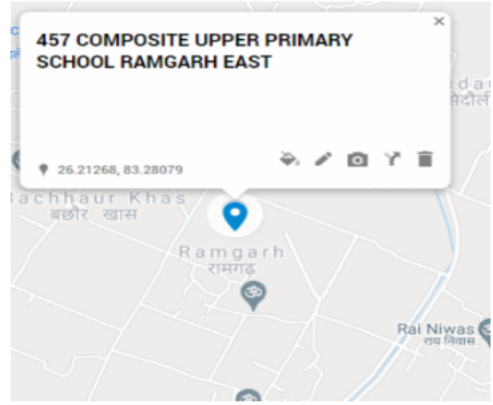 457 COMPOSITE UPPER PRIMARY
SCHOOL RAMGARH EAST
26.21268, 83.28079
Bachhaur Khas
बछौर खास
Ramgarh
रामगढ़
Rai Niwas
राय निवास